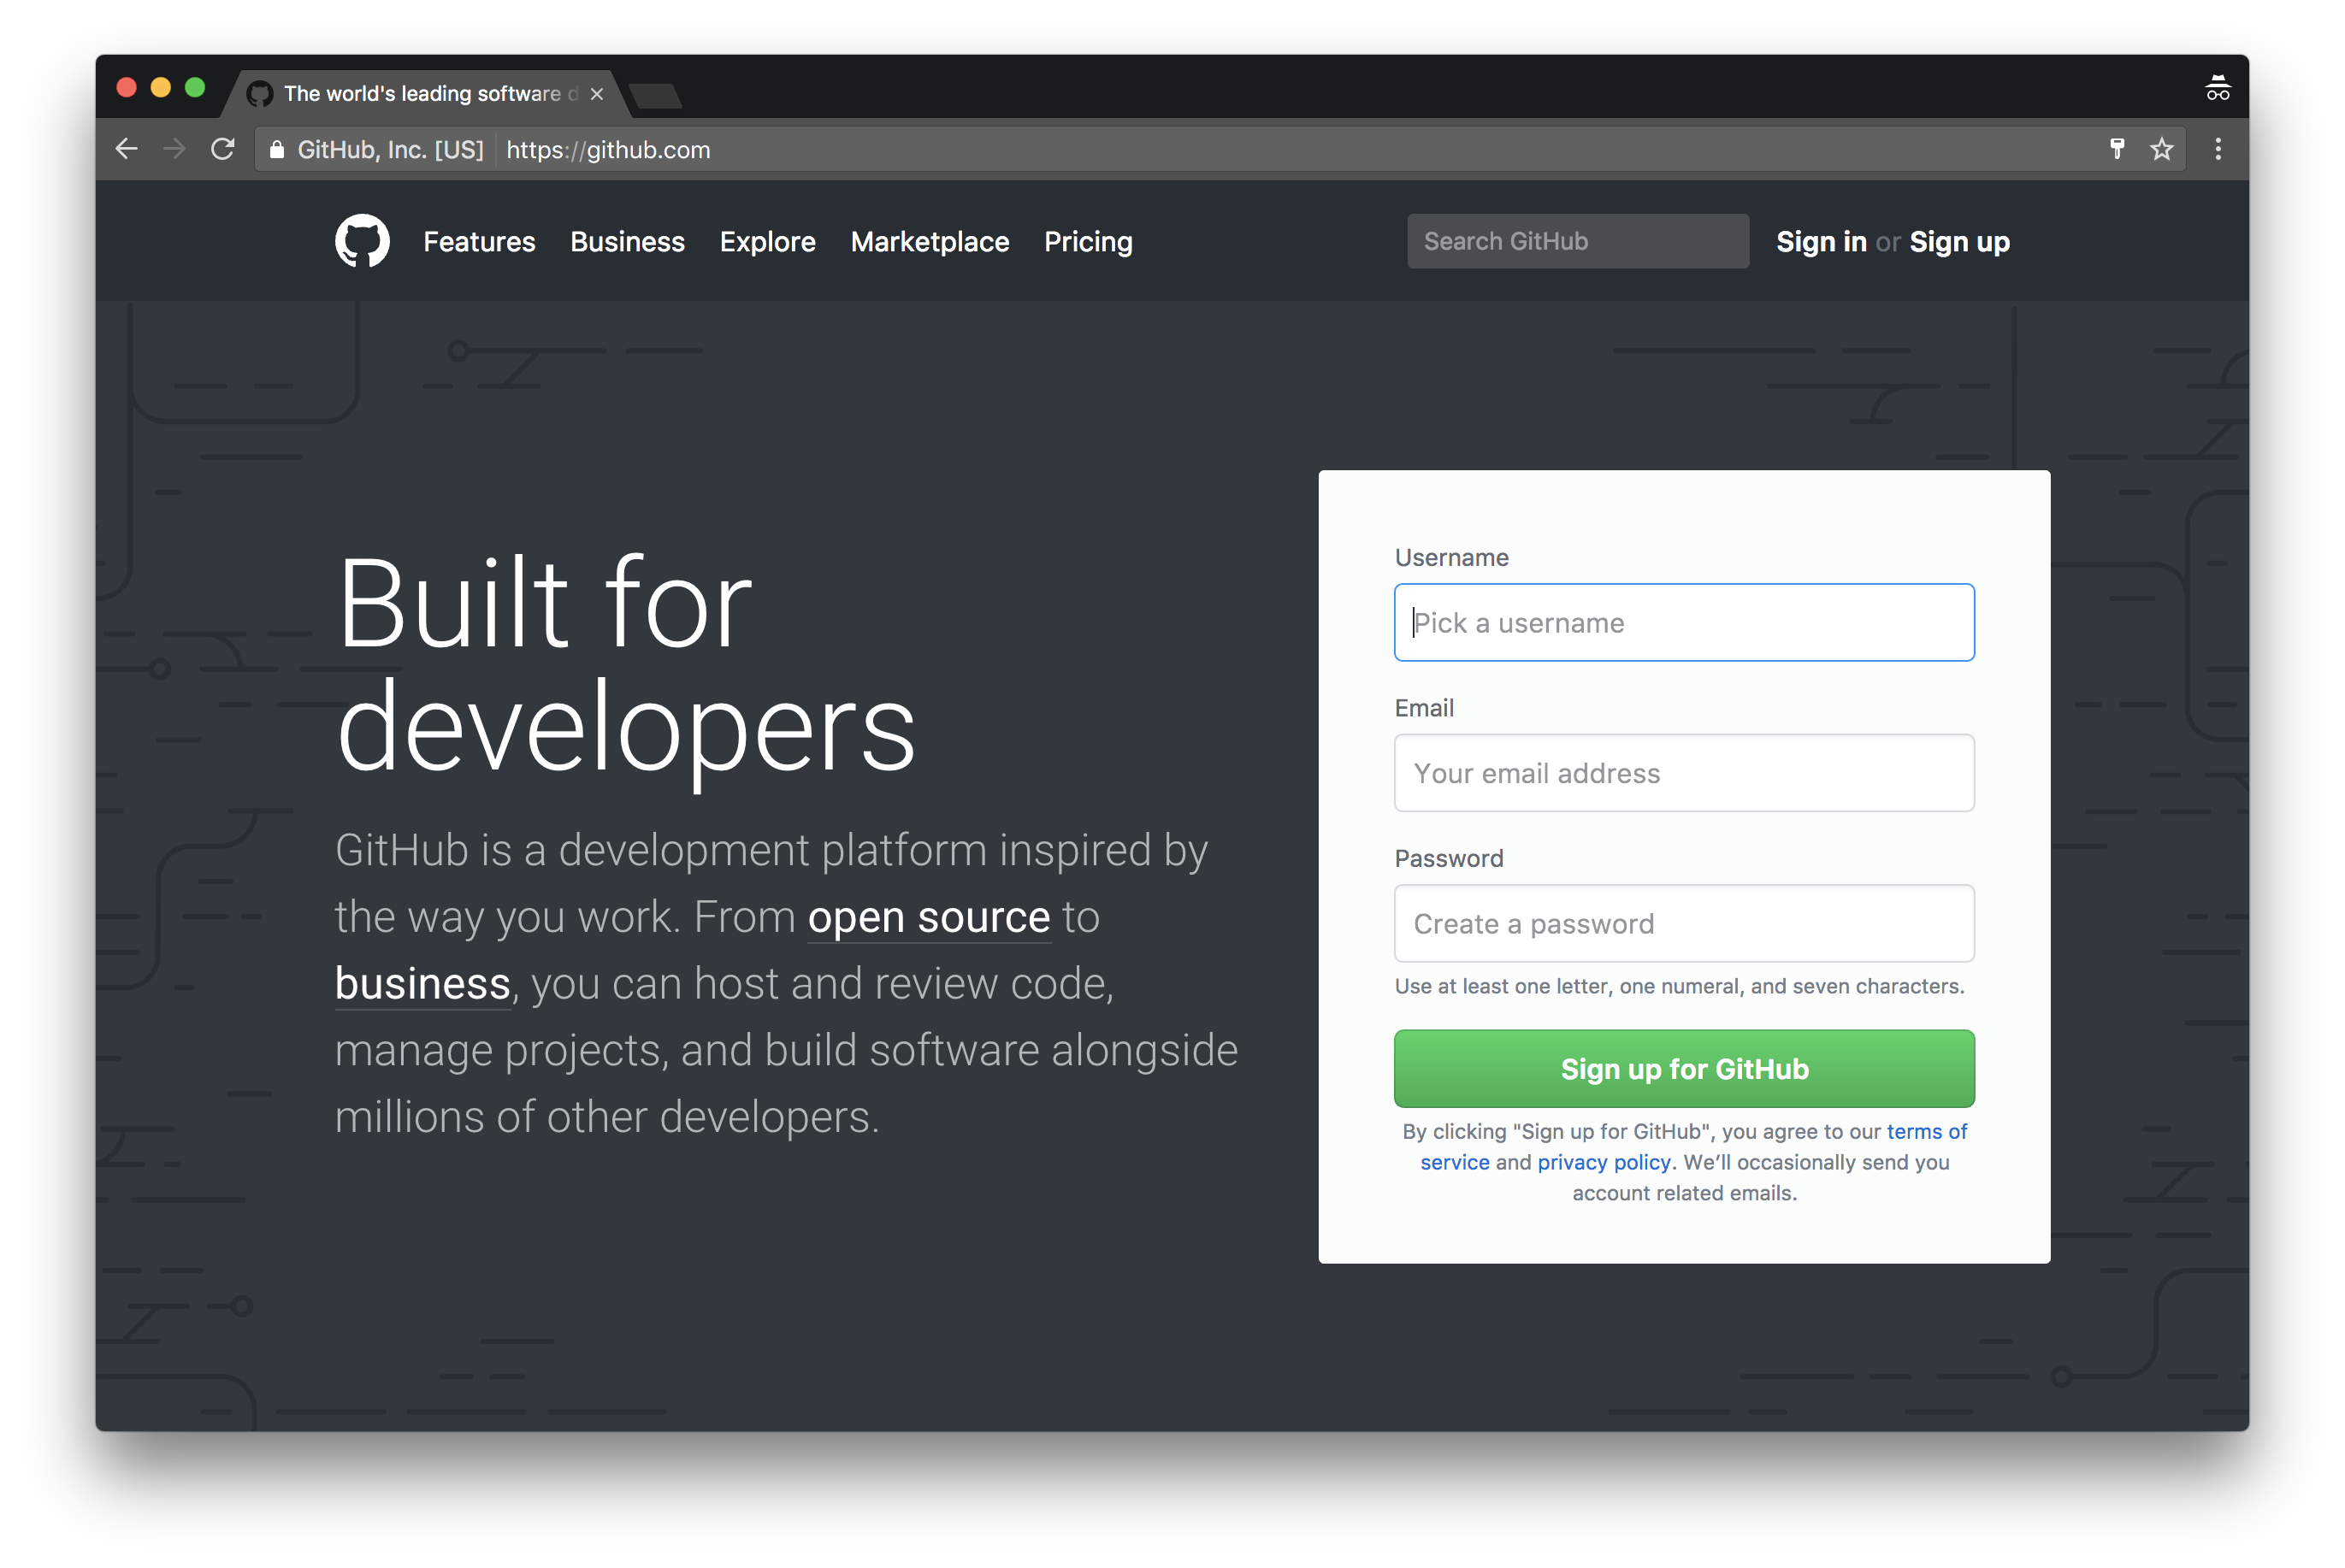 The world's leading software d
GitHub, Inc. [US] https://github.com
Features Business Explore Marketplace Pricing Search GitHub Sign in or Sign up
Built for
developers
GitHub is a development platform inspired by
the way you work. From open source to
business, you can host and review code,
manage projects, and build software alongside
millions of other developers.
Username
Pick a username
Email
Your email address
Password
Create a password
Use at least one letter, one numeral, and seven characters.
Sign up for GitHub
By clicking "Sign up for GitHub", you agree to our terms of
service and privacy policy. We’ll occasionally send you
account related emails.